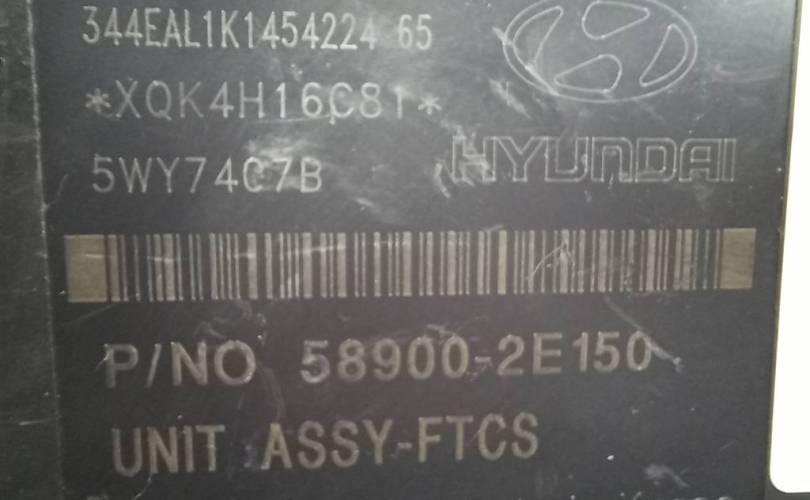 344EAL1K1454224 65
*XQK4H16C81*
5WY74C7B
HYUNDAI
P/NO 58900-2E150
UNIT ASSY-FTCS